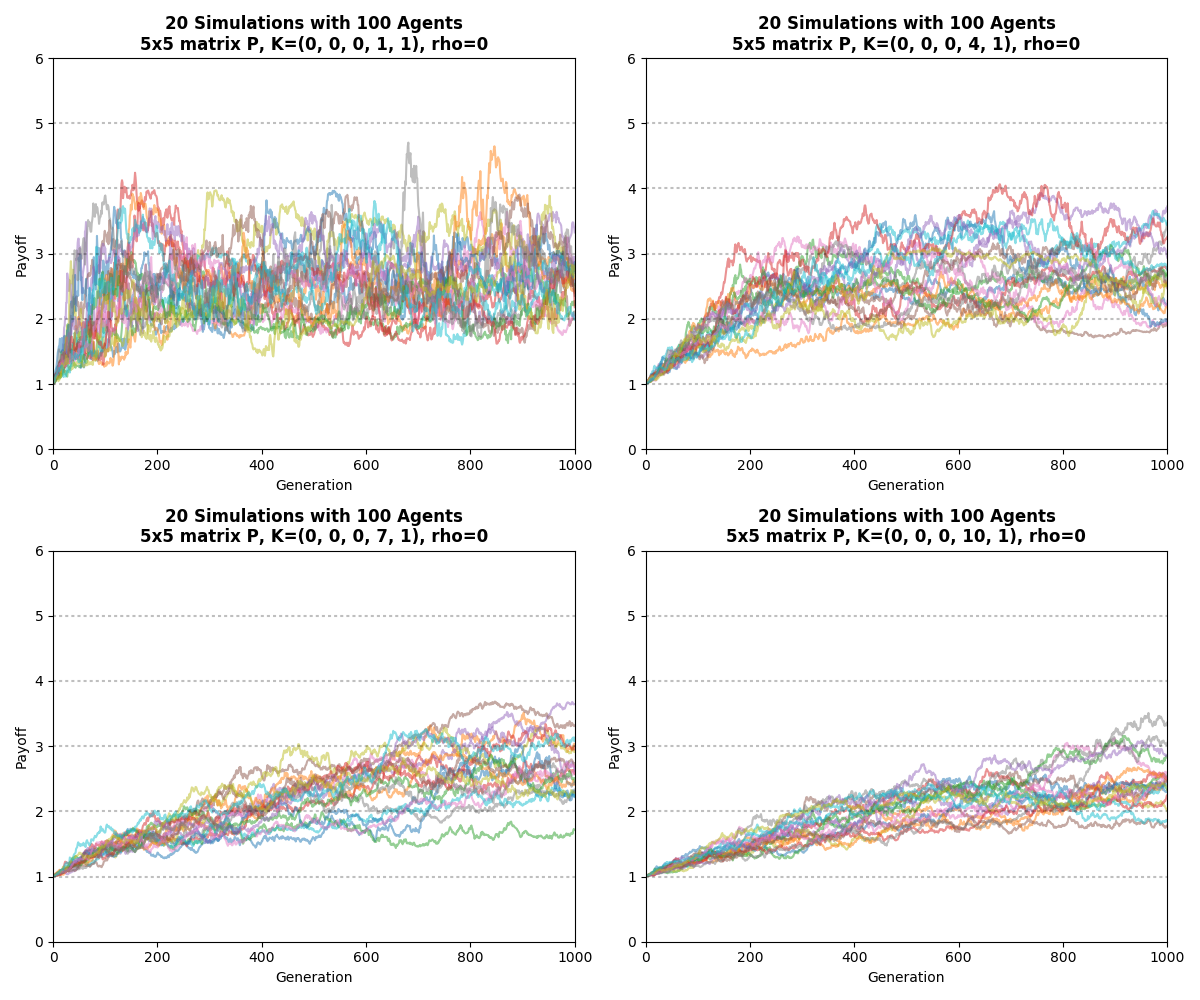 20 Simulations with 100 Agents
5x5 matrix P, K=(0, 0, 0, 1, 1), rho=0
6
5
4
3
2
1
0
Payoff
0 200 400 600 800 1000
Generation
20 Simulations with 100 Agents
5x5 matrix P, K=(0, 0, 0, 4, 1), rho=0
6
5
4
3
2
1
0
Payoff
0 200 400 600 800 1000
Generation
20 Simulations with 100 Agents
5x5 matrix P, K=(0, 0, 0, 7, 1), rho=0
6
5
4
3
2
1
0
Payoff
0 200 400 600 800 1000
Generation
20 Simulations with 100 Agents
5x5 matrix P, K=(0, 0, 0, 10, 1), rho=0
6
5
4
3
2
1
0
Payoff
0 200 400 600 800 1000
Generation